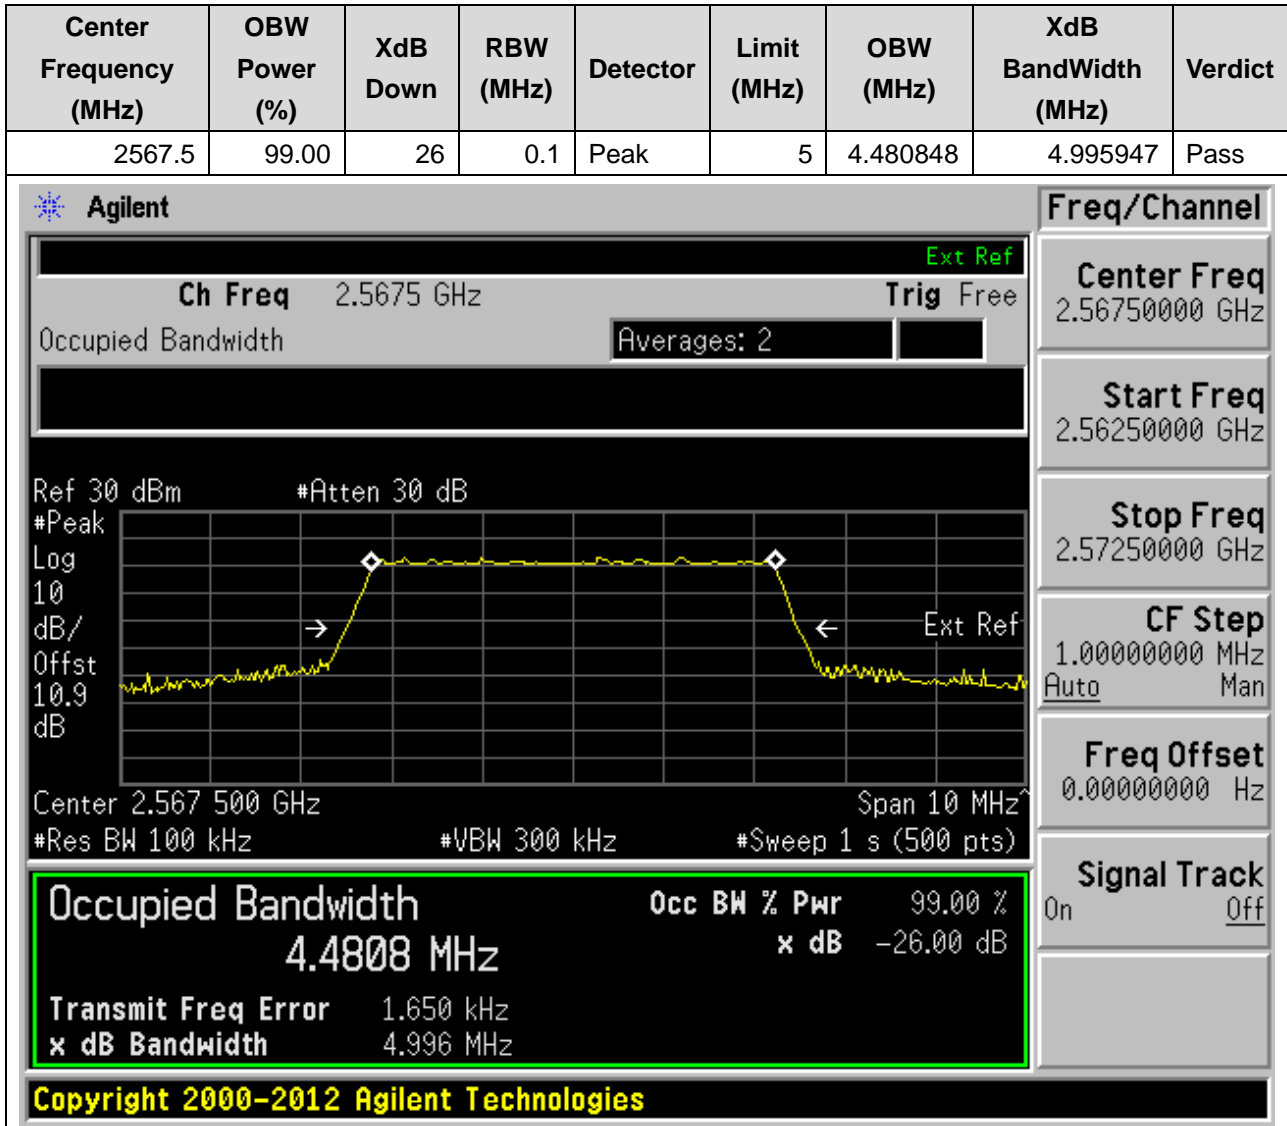 Center Frequency (MHz) OBW Power (%) XdB Down RBW (MHz) Detector Limit (MHz) OBW (MHz) XdB BandWidth (MHz) Verdict
2567.5 99.00 26 0.1 Peak 5 4.480848 4.995947 Pass
Agilent
Freq/Channel
Ext Ref
Ch Freq 2.5675 GHz Trig Free
Occupied Bandwidth Averages: 2
Center Freq
2.56750000 GHz
Start Freq
2.56250000 GHz
Stop Freq
2.57250000 GHz
CF Step
1.00000000 MHz
Auto Man
Freq Offset
0.00000000 Hz
Signal Track
On Off
Ref 30 dBm #Atten 30 dB
#Peak
Log
10
dB/
Offst
10.9
dB
Ext Ref
Center 2.567 500 GHz Span 10 MHz^
#Res BW 100 kHz #VBW 300 kHz #Sweep 1 s (500 pts)
Occupied Bandwidth
4.4808 MHz
Occ BW % Pwr 99.00 %
x dB -26.00 dB
Transmit Freq Error 1.650 kHz
x dB Bandwidth 4.996 MHz
Copyright 2000-2012 Agilent Technologies